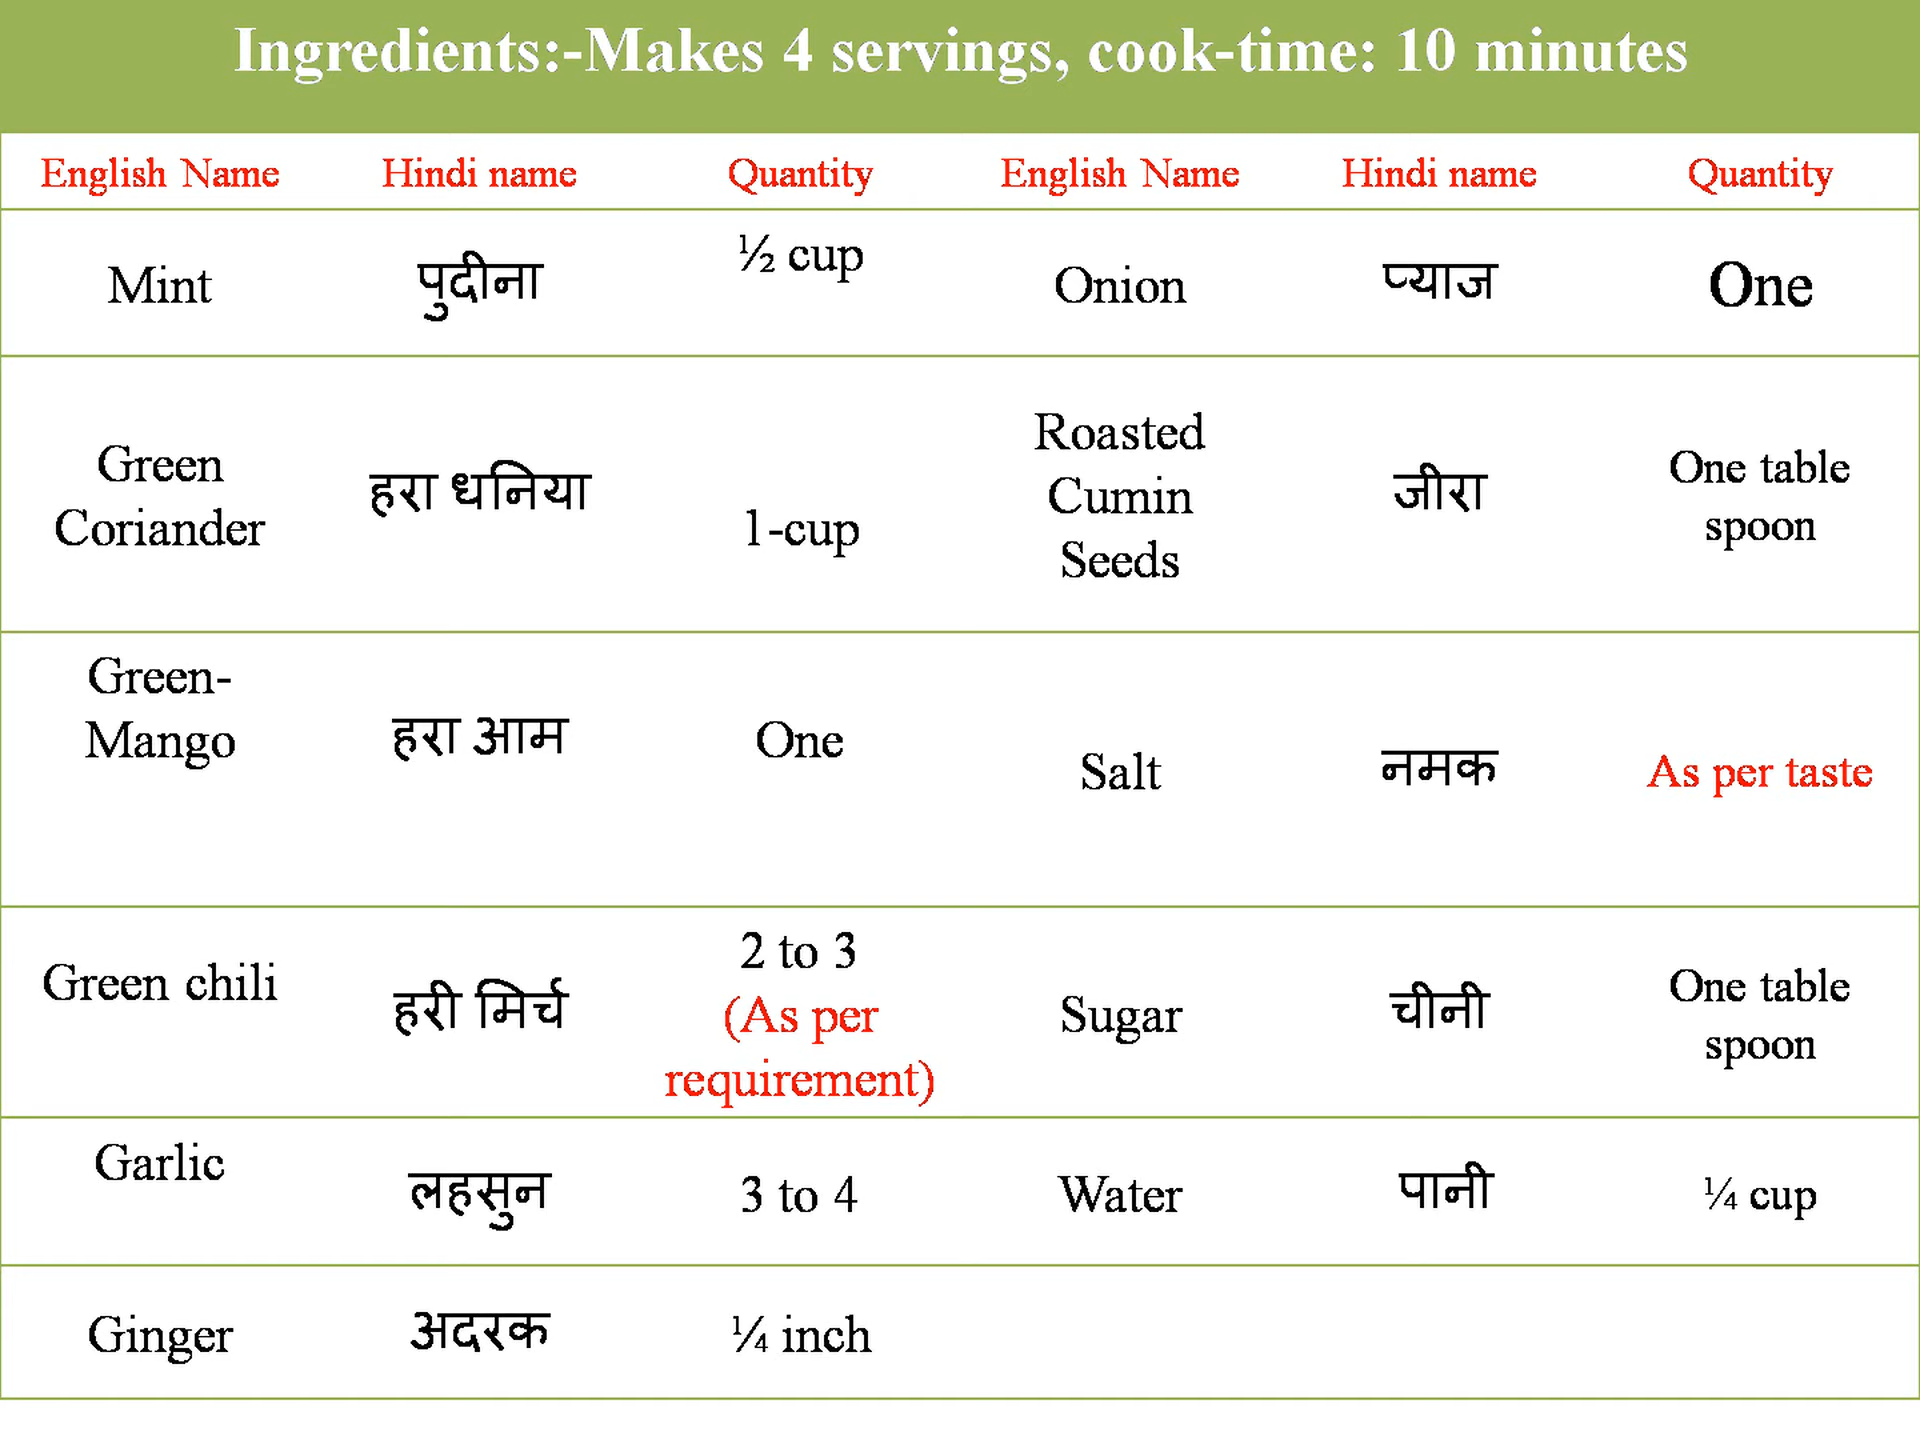 Ingredients:-Makes 4 servings, cook-time: 10 minutes
English Name Hindi name Quantity English Name Hindi name Quantity
Mint पुदीना ½ cup Onion प्याज One
Green Coriander हरा धनिया 1-cup Roasted Cumin Seeds जीरा One table spoon
Green-Mango हरा आम One Salt नमक As per taste
Green chili हरी मिर्च 2 to 3 (As per requirement) Sugar चीनी One table spoon
Garlic लहसुन 3 to 4 Water पानी ¼ cup
Ginger अदरक ¼ inch